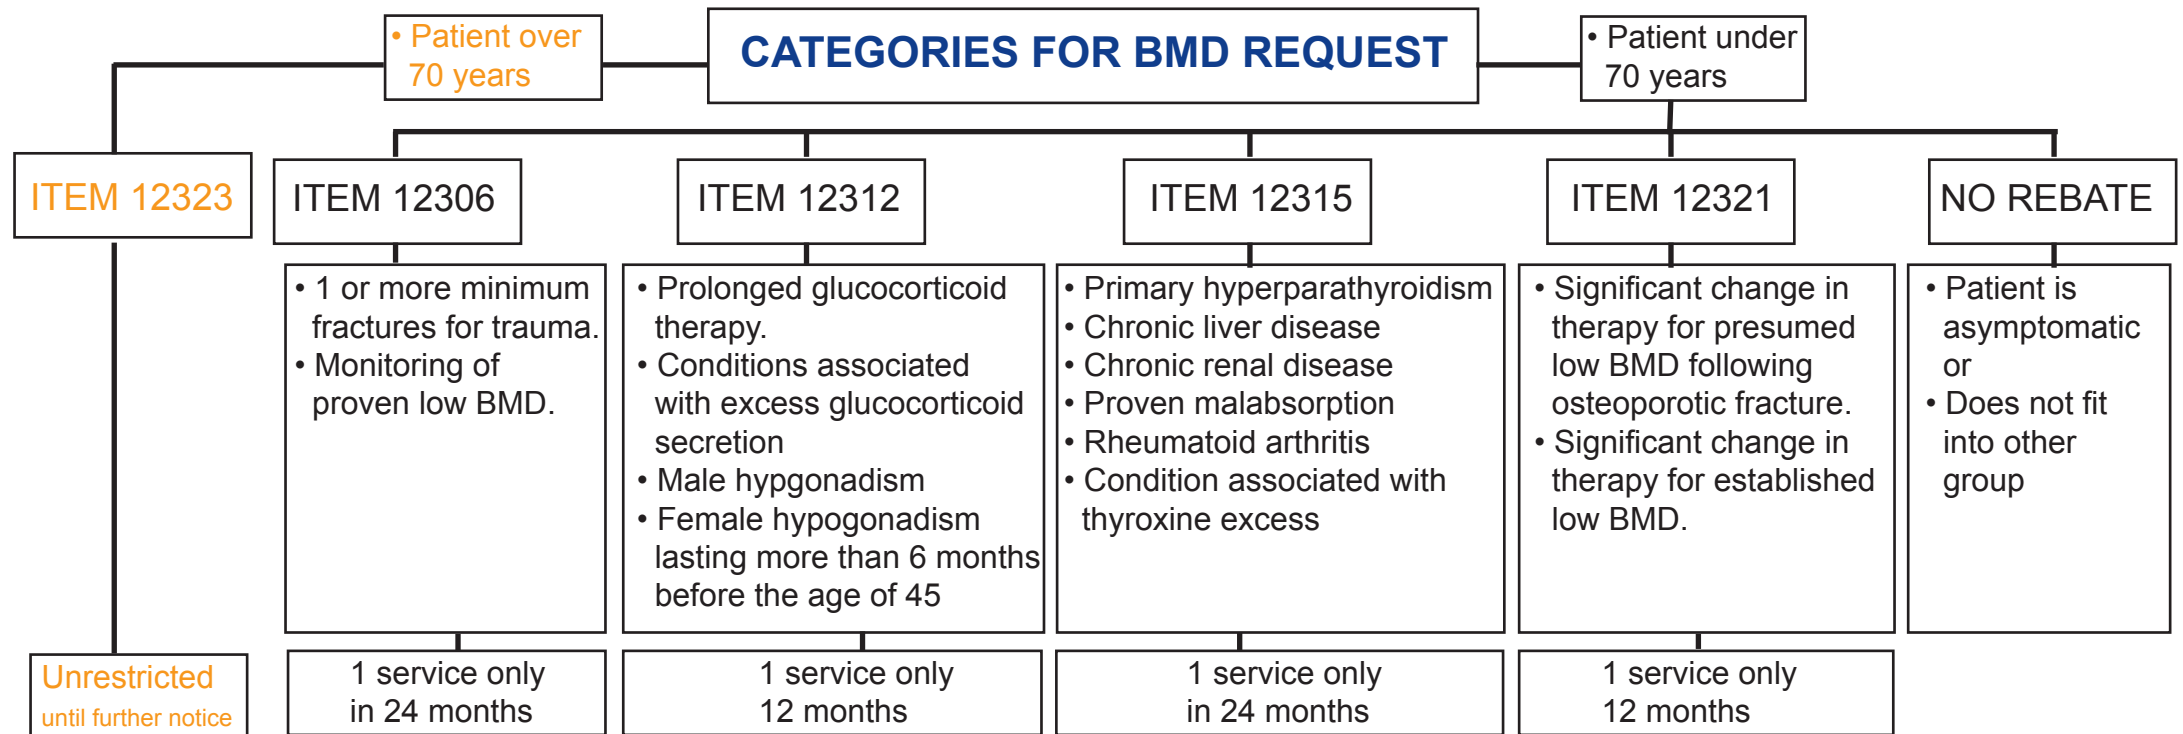 • Patient over
70 years
CATEGORIES FOR BMD REQUEST
• Patient under
70 years
ITEM 12323
ITEM 12306
ITEM 12312
ITEM 12315
ITEM 12321
NO REBATE
• 1 or more minimum
fractures for trauma.
• Monitoring of
proven low BMD.
• Prolonged glucocorticoid
therapy.
• Conditions associated
with excess glucocorticoid
secretion
• Male hypgonadism
• Female hypogonadism
lasting more than 6 months
before the age of 45
• Primary hyperparathyroidism
• Chronic liver disease
• Chronic renal disease
• Proven malabsorption
• Rheumatoid arthritis
• Condition associated with
thyroxine excess
• Significant change in
therapy for presumed
low BMD following
osteoporotic fracture.
• Significant change in
therapy for established
low BMD.
• Patient is
asymptomatic
or
• Does not fit
into other
group
Unrestricted
until further notice
1 service only
in 24 months
1 service only
12 months
1 service only
in 24 months
1 service only
12 months